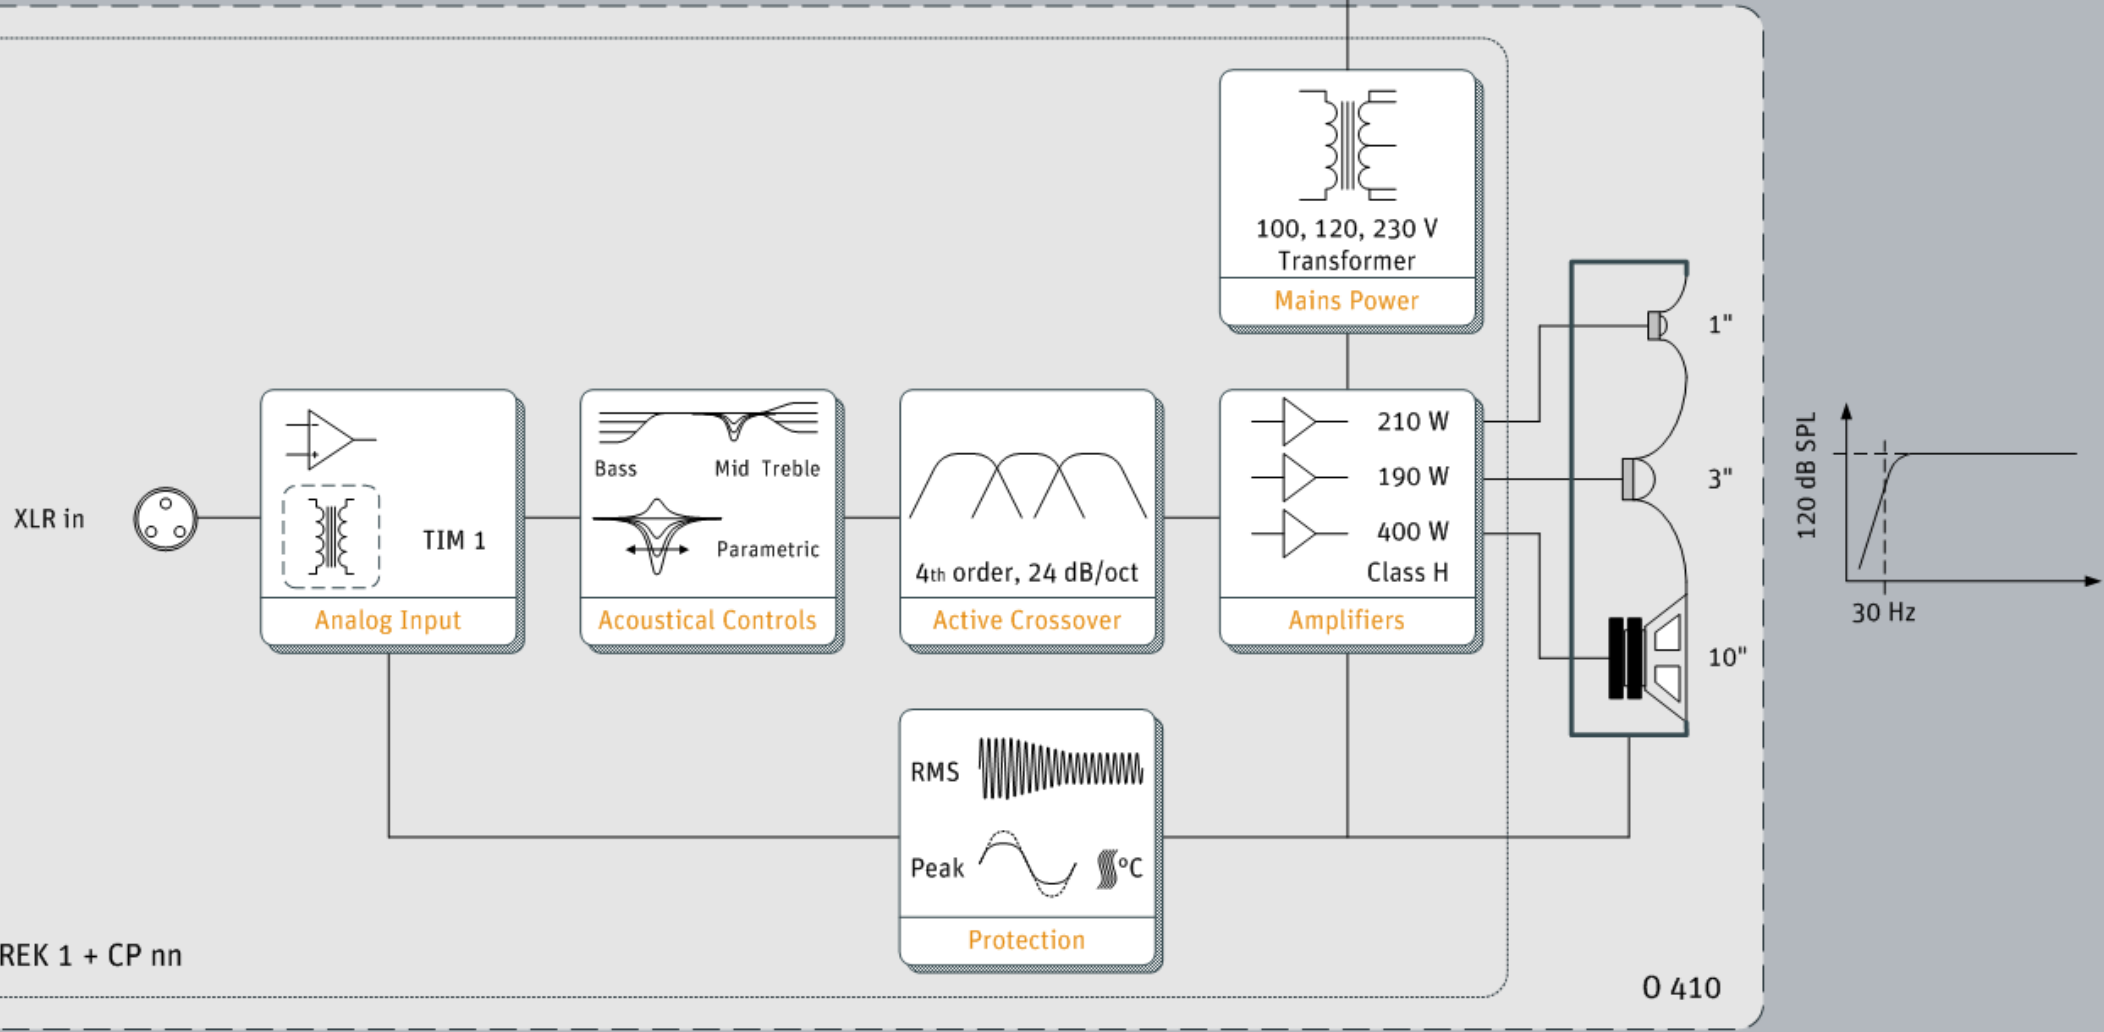 100, 120, 230 V
Transformer
Mains Power
1"
XLR in
TIM 1
Analog Input
Bass Mid Treble
Parametric
Acoustical Controls
4th order, 24 dB/oct
Active Crossover
210 W
190 W
400 W
Class H
Amplifiers
3"
10"
120 dB SPL
30 Hz
RMS
Peak °C
Protection
REK 1 + CP nn
O 410